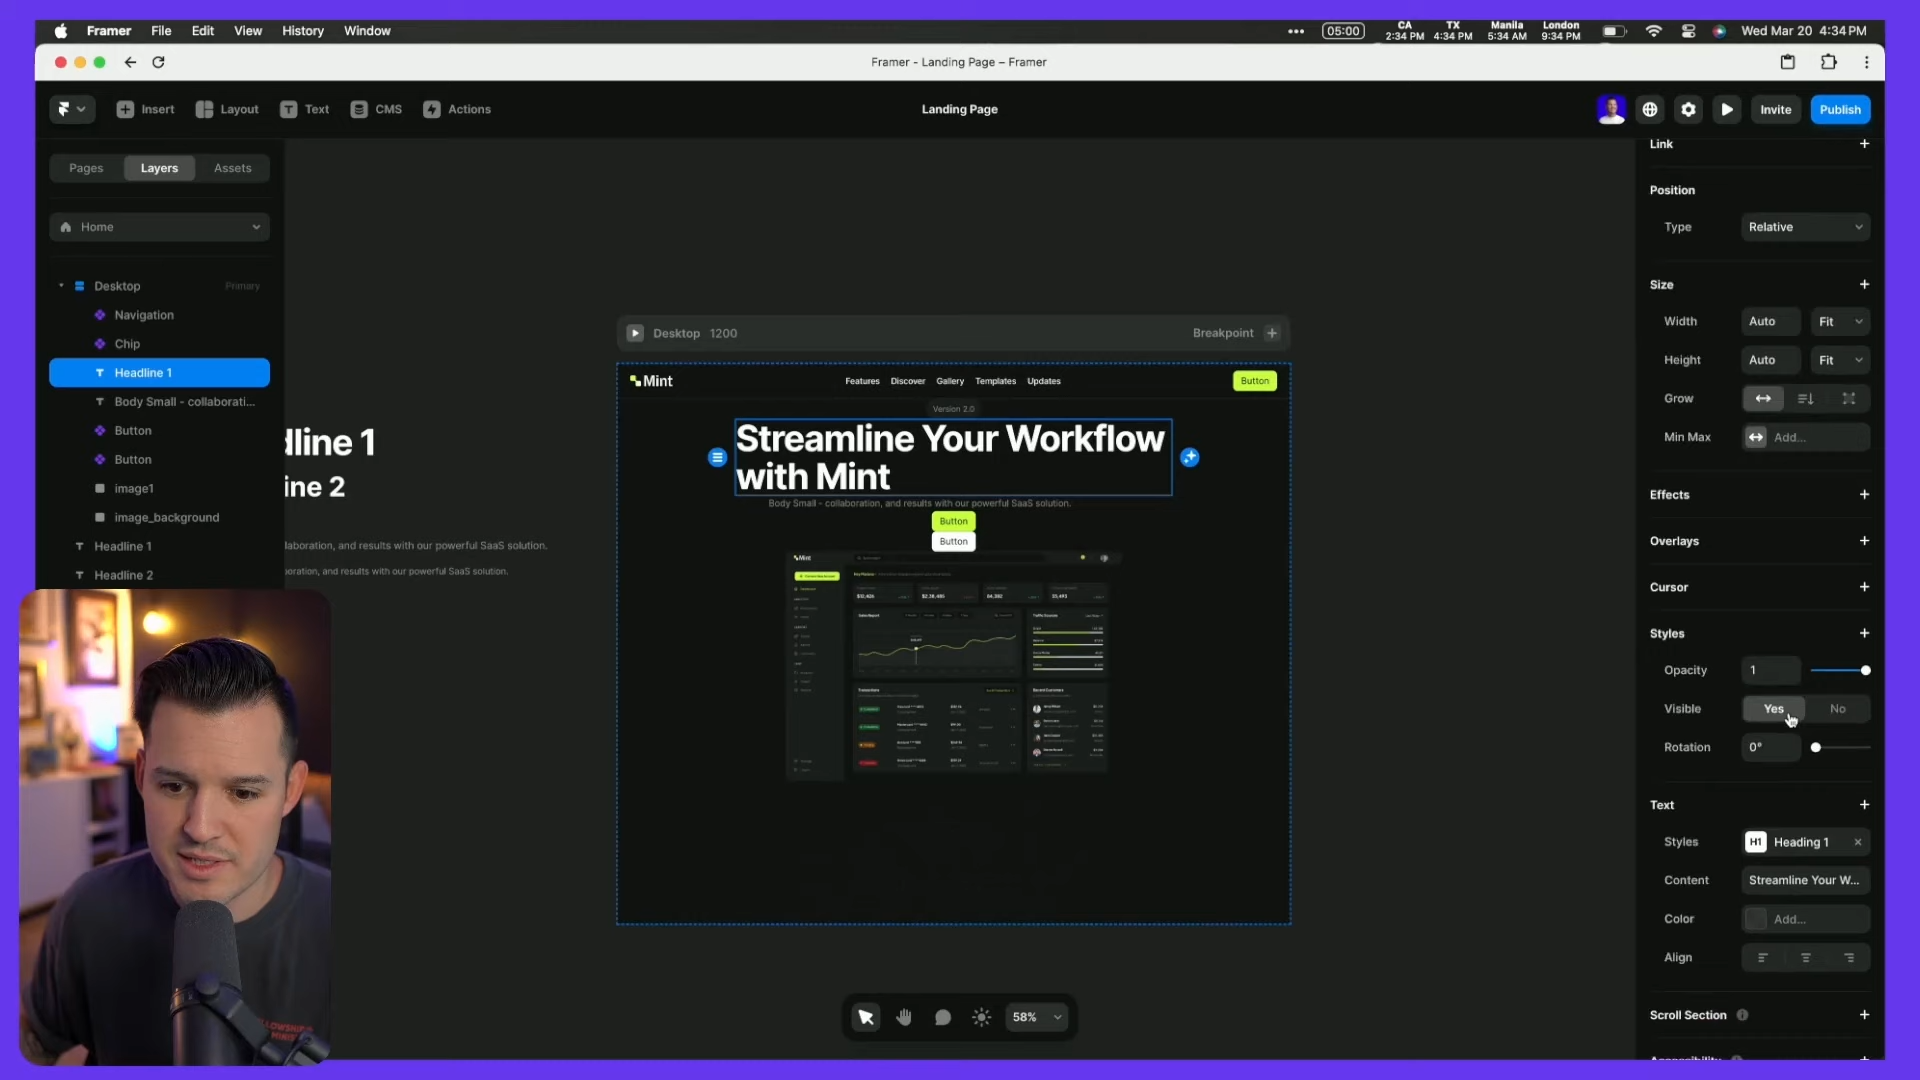 Framer File Edit View History Window
05:00
CA
2:34 PM
TX
4:34 PM
Manila
5:34 AM
London
9:34 PM
Wed Mar 20 4:34 PM
Framer - Landing Page – Framer
Insert Layout Text CMS Actions
Landing Page
Invite Publish
Pages Layers Assets
Home
Desktop Primary
Navigation
Chip
Headline 1
Body Small - collaborati...
Button
Button
image1
image_background
Headline 1
Headline 2
dline 1
ine 2
laboration, and results with our powerful SaaS solution.
oration, and results with our powerful SaaS solution.
Desktop 1200
Breakpoint
Mint
Features Discover Gallery Templates Updates
Button
Version 2.0
Streamline Your Workflow
with Mint
Body Small - collaboration, and results with our powerful SaaS solution.
Button
Button
Mint
Sales Report
Transactions
58%
Link
Position
Type Relative
Size
Width Auto Fit
Height Auto Fit
Grow
Min Max Add...
Effects
Overlays
Cursor
Styles
Opacity 1
Visible Yes No
Rotation 0°
Text
Styles H1 Heading 1
Content Streamline Your W...
Color Add...
Align
Scroll Section